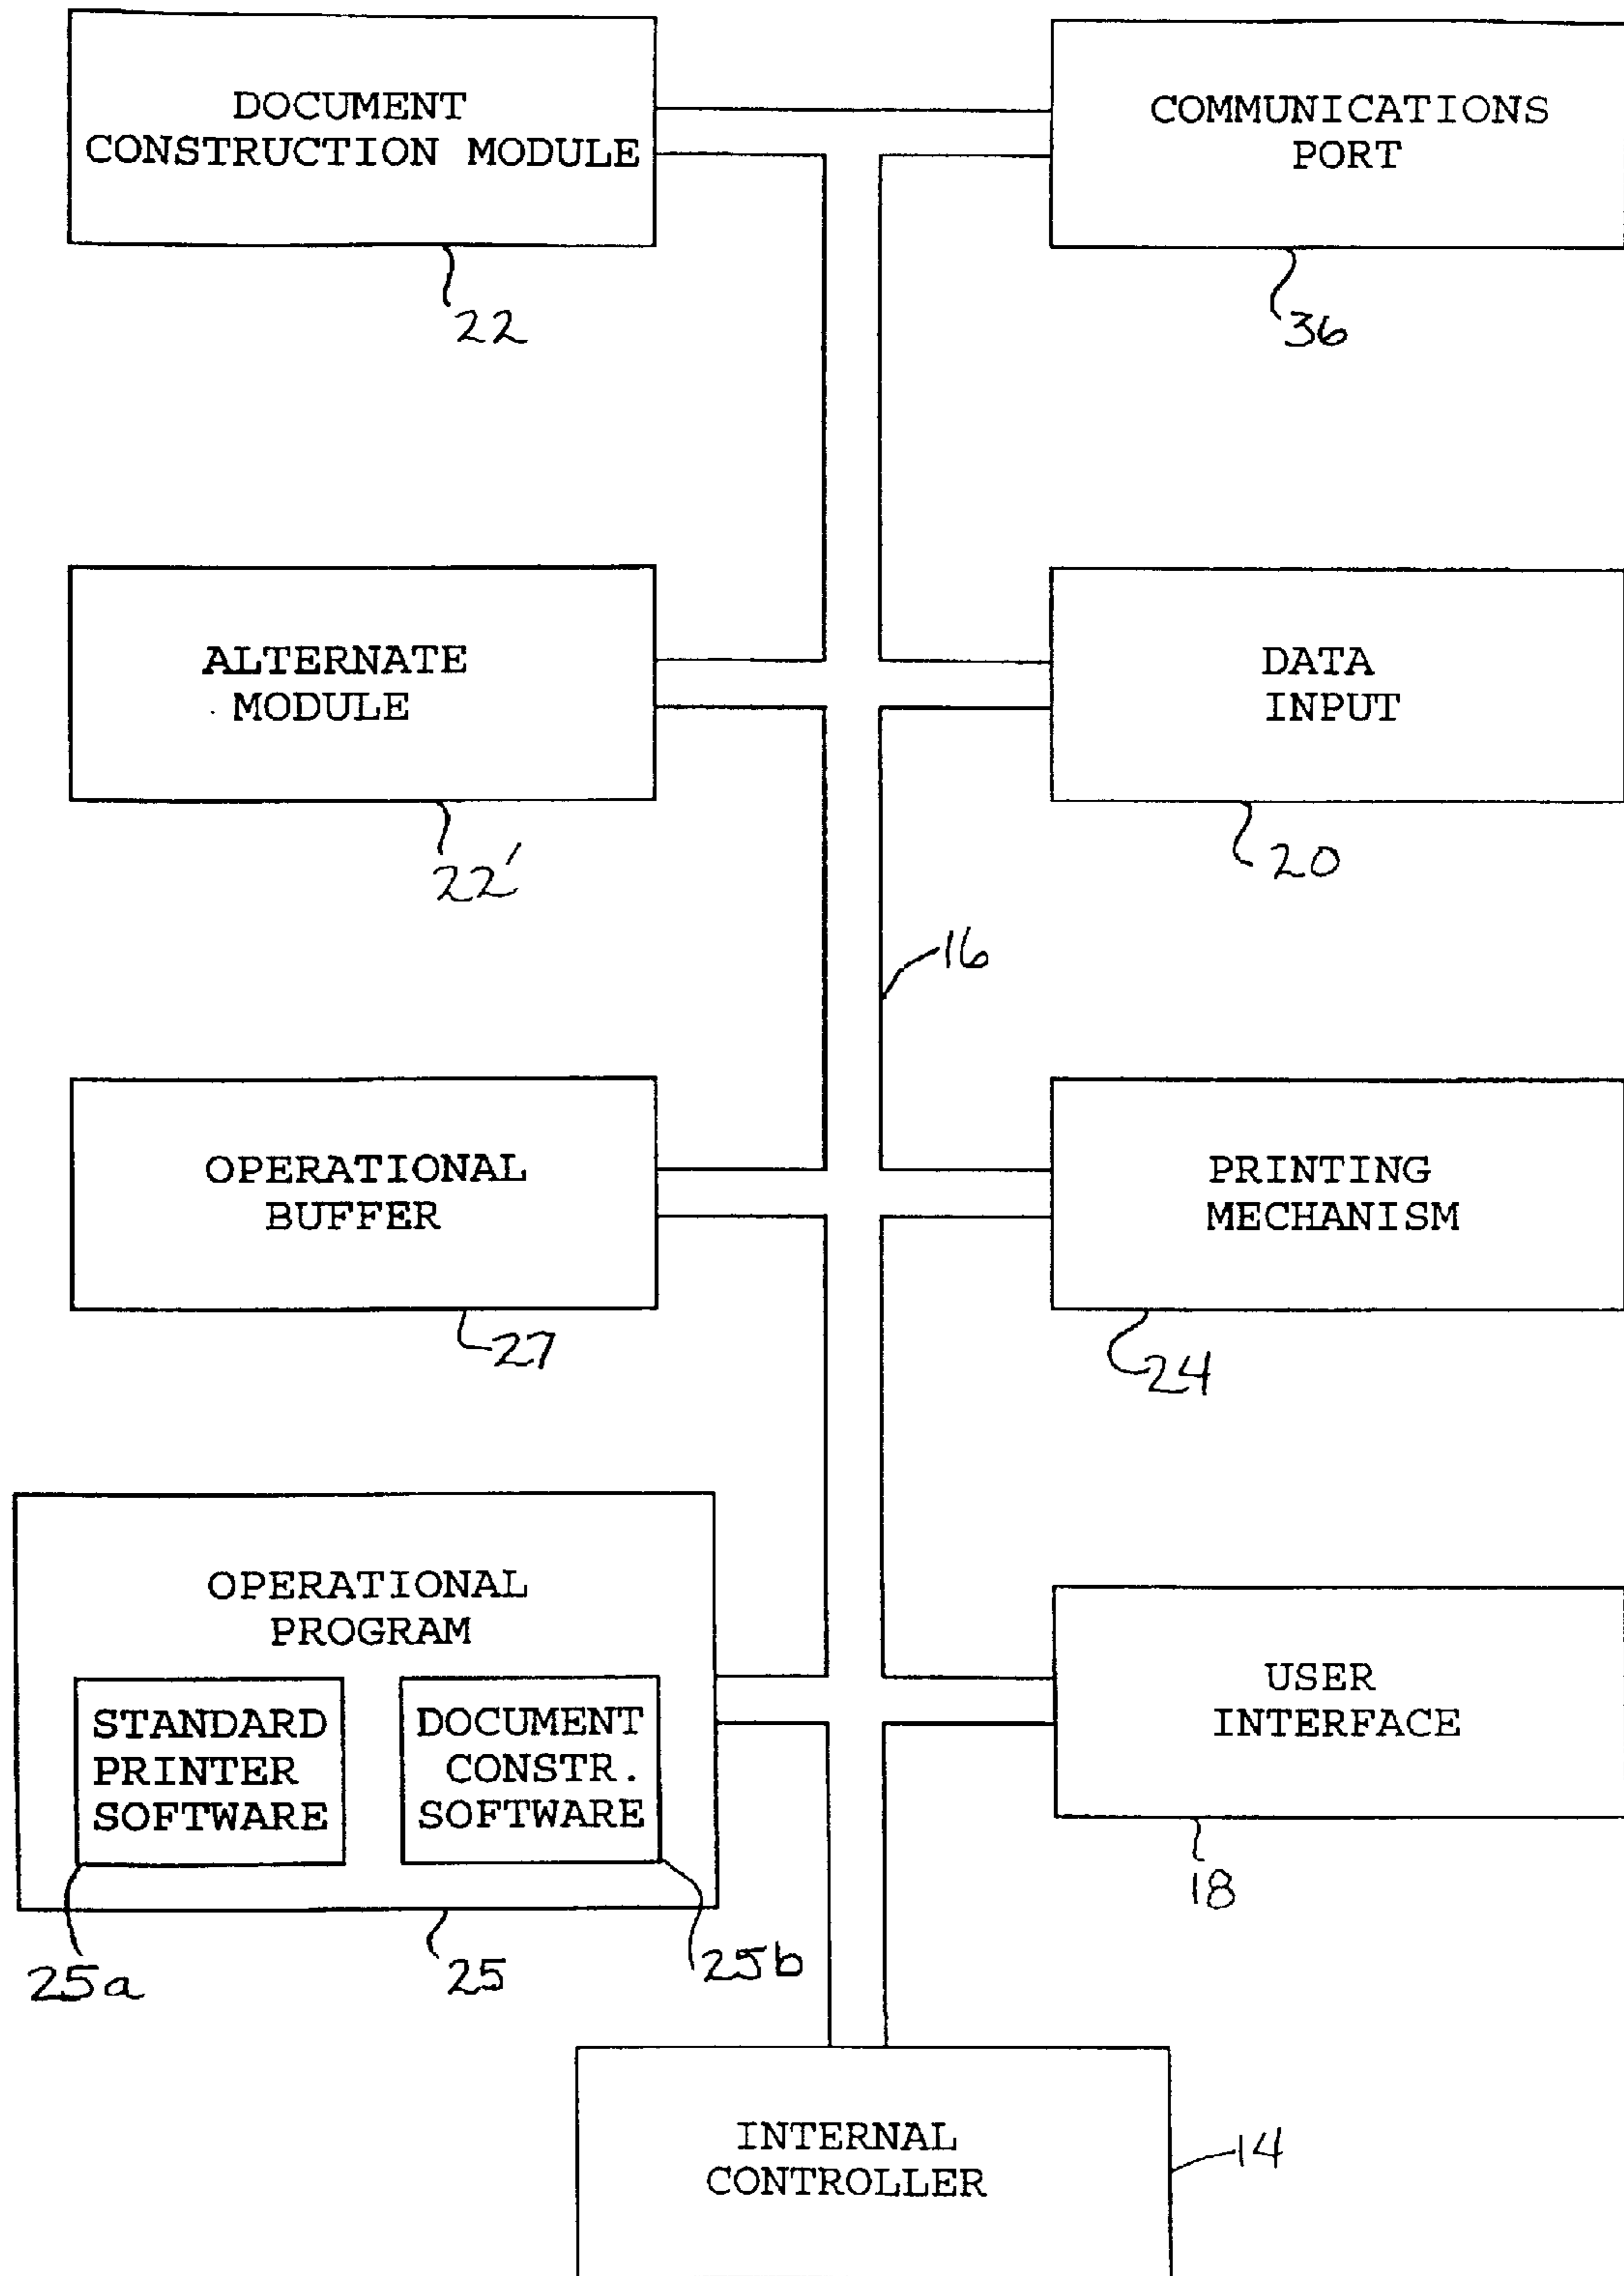 DOCUMENT
CONSTRUCTION MODULE
22
COMMUNICATIONS
PORT
36
ALTERNATE
MODULE
22'
DATA
INPUT
20
16
OPERATIONAL
BUFFER
27
PRINTING
MECHANISM
24
OPERATIONAL
PROGRAM
STANDARD
PRINTER
SOFTWARE
DOCUMENT
CONSTR.
SOFTWARE
25a
25
25b
USER
INTERFACE
18
INTERNAL
CONTROLLER
14